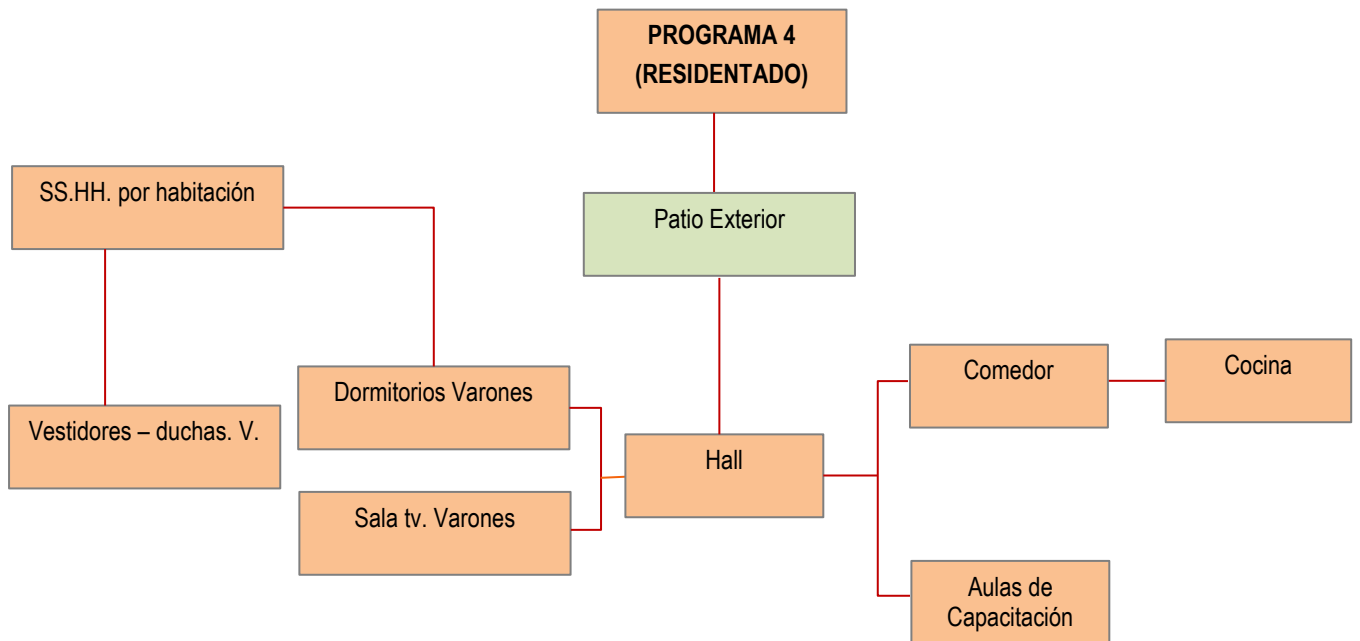 PROGRAMA 4
(RESIDENTADO)
SS.HH. por habitación
Patio Exterior
Dormitorios Varones
Comedor
Cocina
Vestidores – duchas. V.
Hall
Sala tv. Varones
Aulas de
Capacitación